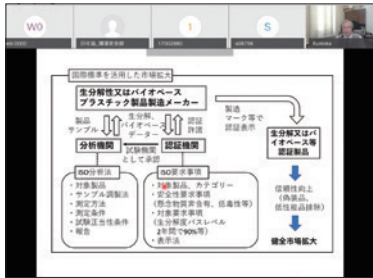 W0
1
S
国際標準を活用した市場拡大
生分解性又はバイオベース
プラスチック製品製造メーカー
製品
サンプル
生分解、
バイオベース
データー
認証
許諾
製造
マーク等で
認証表示
分析機関
試験機関
として承認
認証機関
生分解又はバ
イオベース等
認証製品
ISO分析法
・対象製品
・サンプル調製法
・測定方法
・測定条件
・試験正当性条件
・報告
ISO要求事項
・対象製品、カテゴリー
・安全性要求事項
(懸念物質非含有、低毒性等)
・対象要求事項
(生分解度パスレベル
2年間で90%等)
・表示法
信頼性向上
(偽装品、
低性能品排除)
健全市場拡大